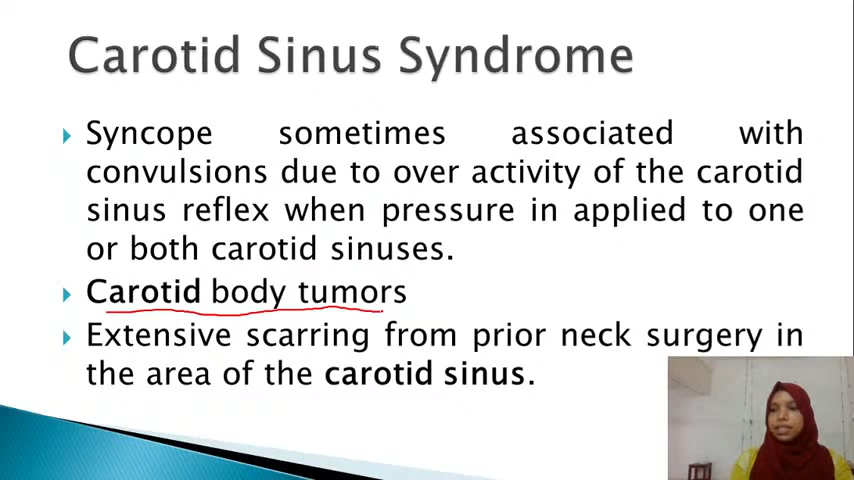 Carotid Sinus Syndrome
Syncope sometimes associated with
convulsions due to over activity of the carotid
sinus reflex when pressure in applied to one
or both carotid sinuses.
Carotid body tumors
Extensive scarring from prior neck surgery in
the area of the carotid sinus.